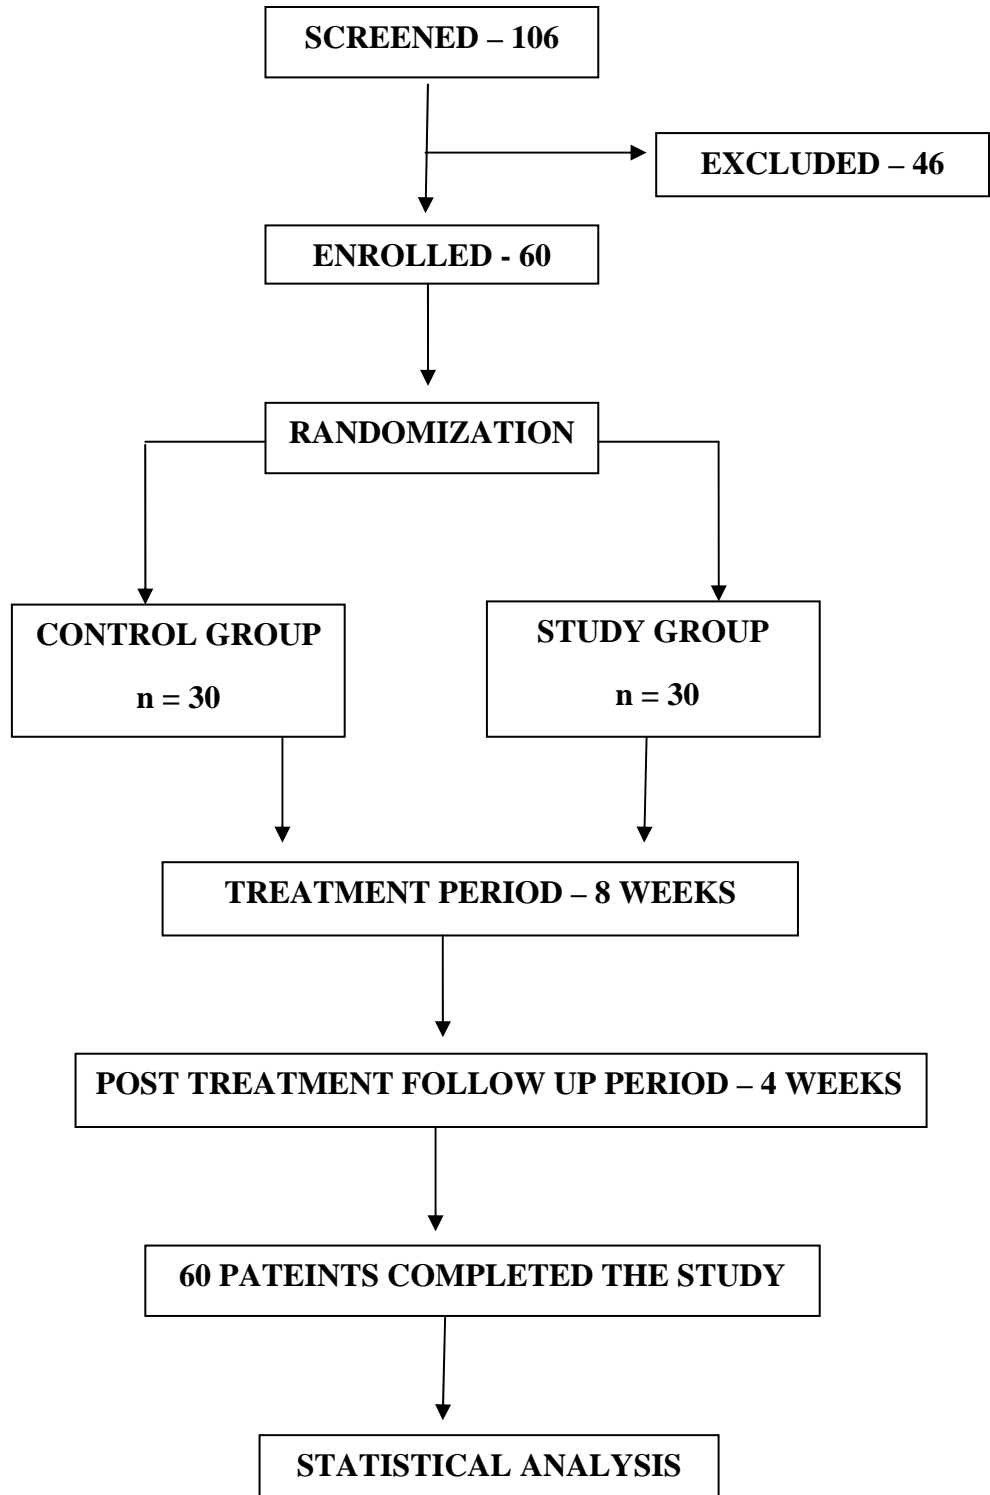 SCREENED – 106
EXCLUDED – 46
ENROLLED - 60
RANDOMIZATION
CONTROL GROUP
n = 30
STUDY GROUP
n = 30
TREATMENT PERIOD – 8 WEEKS
POST TREATMENT FOLLOW UP PERIOD – 4 WEEKS
60 PATEINTS COMPLETED THE STUDY
STATISTICAL ANALYSIS